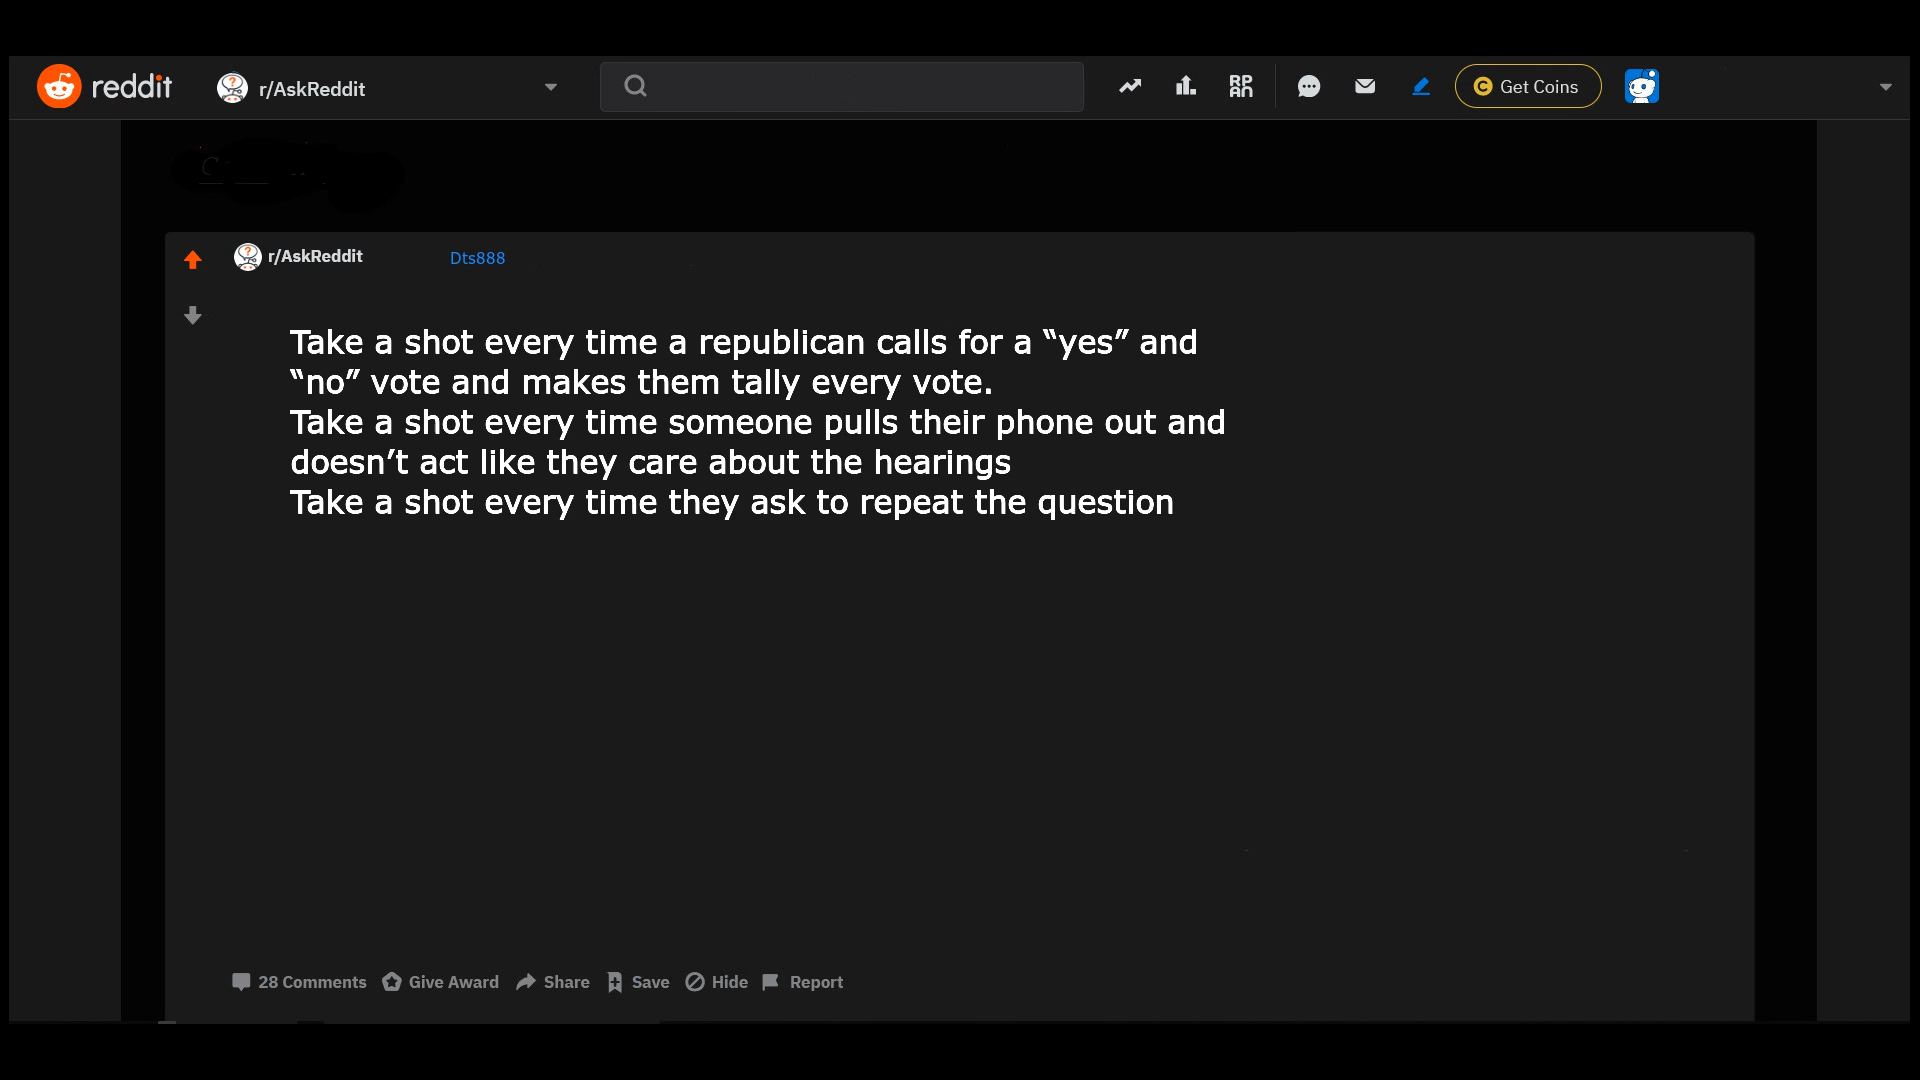 reddit r/AskReddit RPAN Get Coins
r/AskReddit Dts888
Take a shot every time a republican calls for a “yes” and
“no” vote and makes them tally every vote.
Take a shot every time someone pulls their phone out and
doesn’t act like they care about the hearings
Take a shot every time they ask to repeat the question
28 Comments Give Award Share Save Hide Report